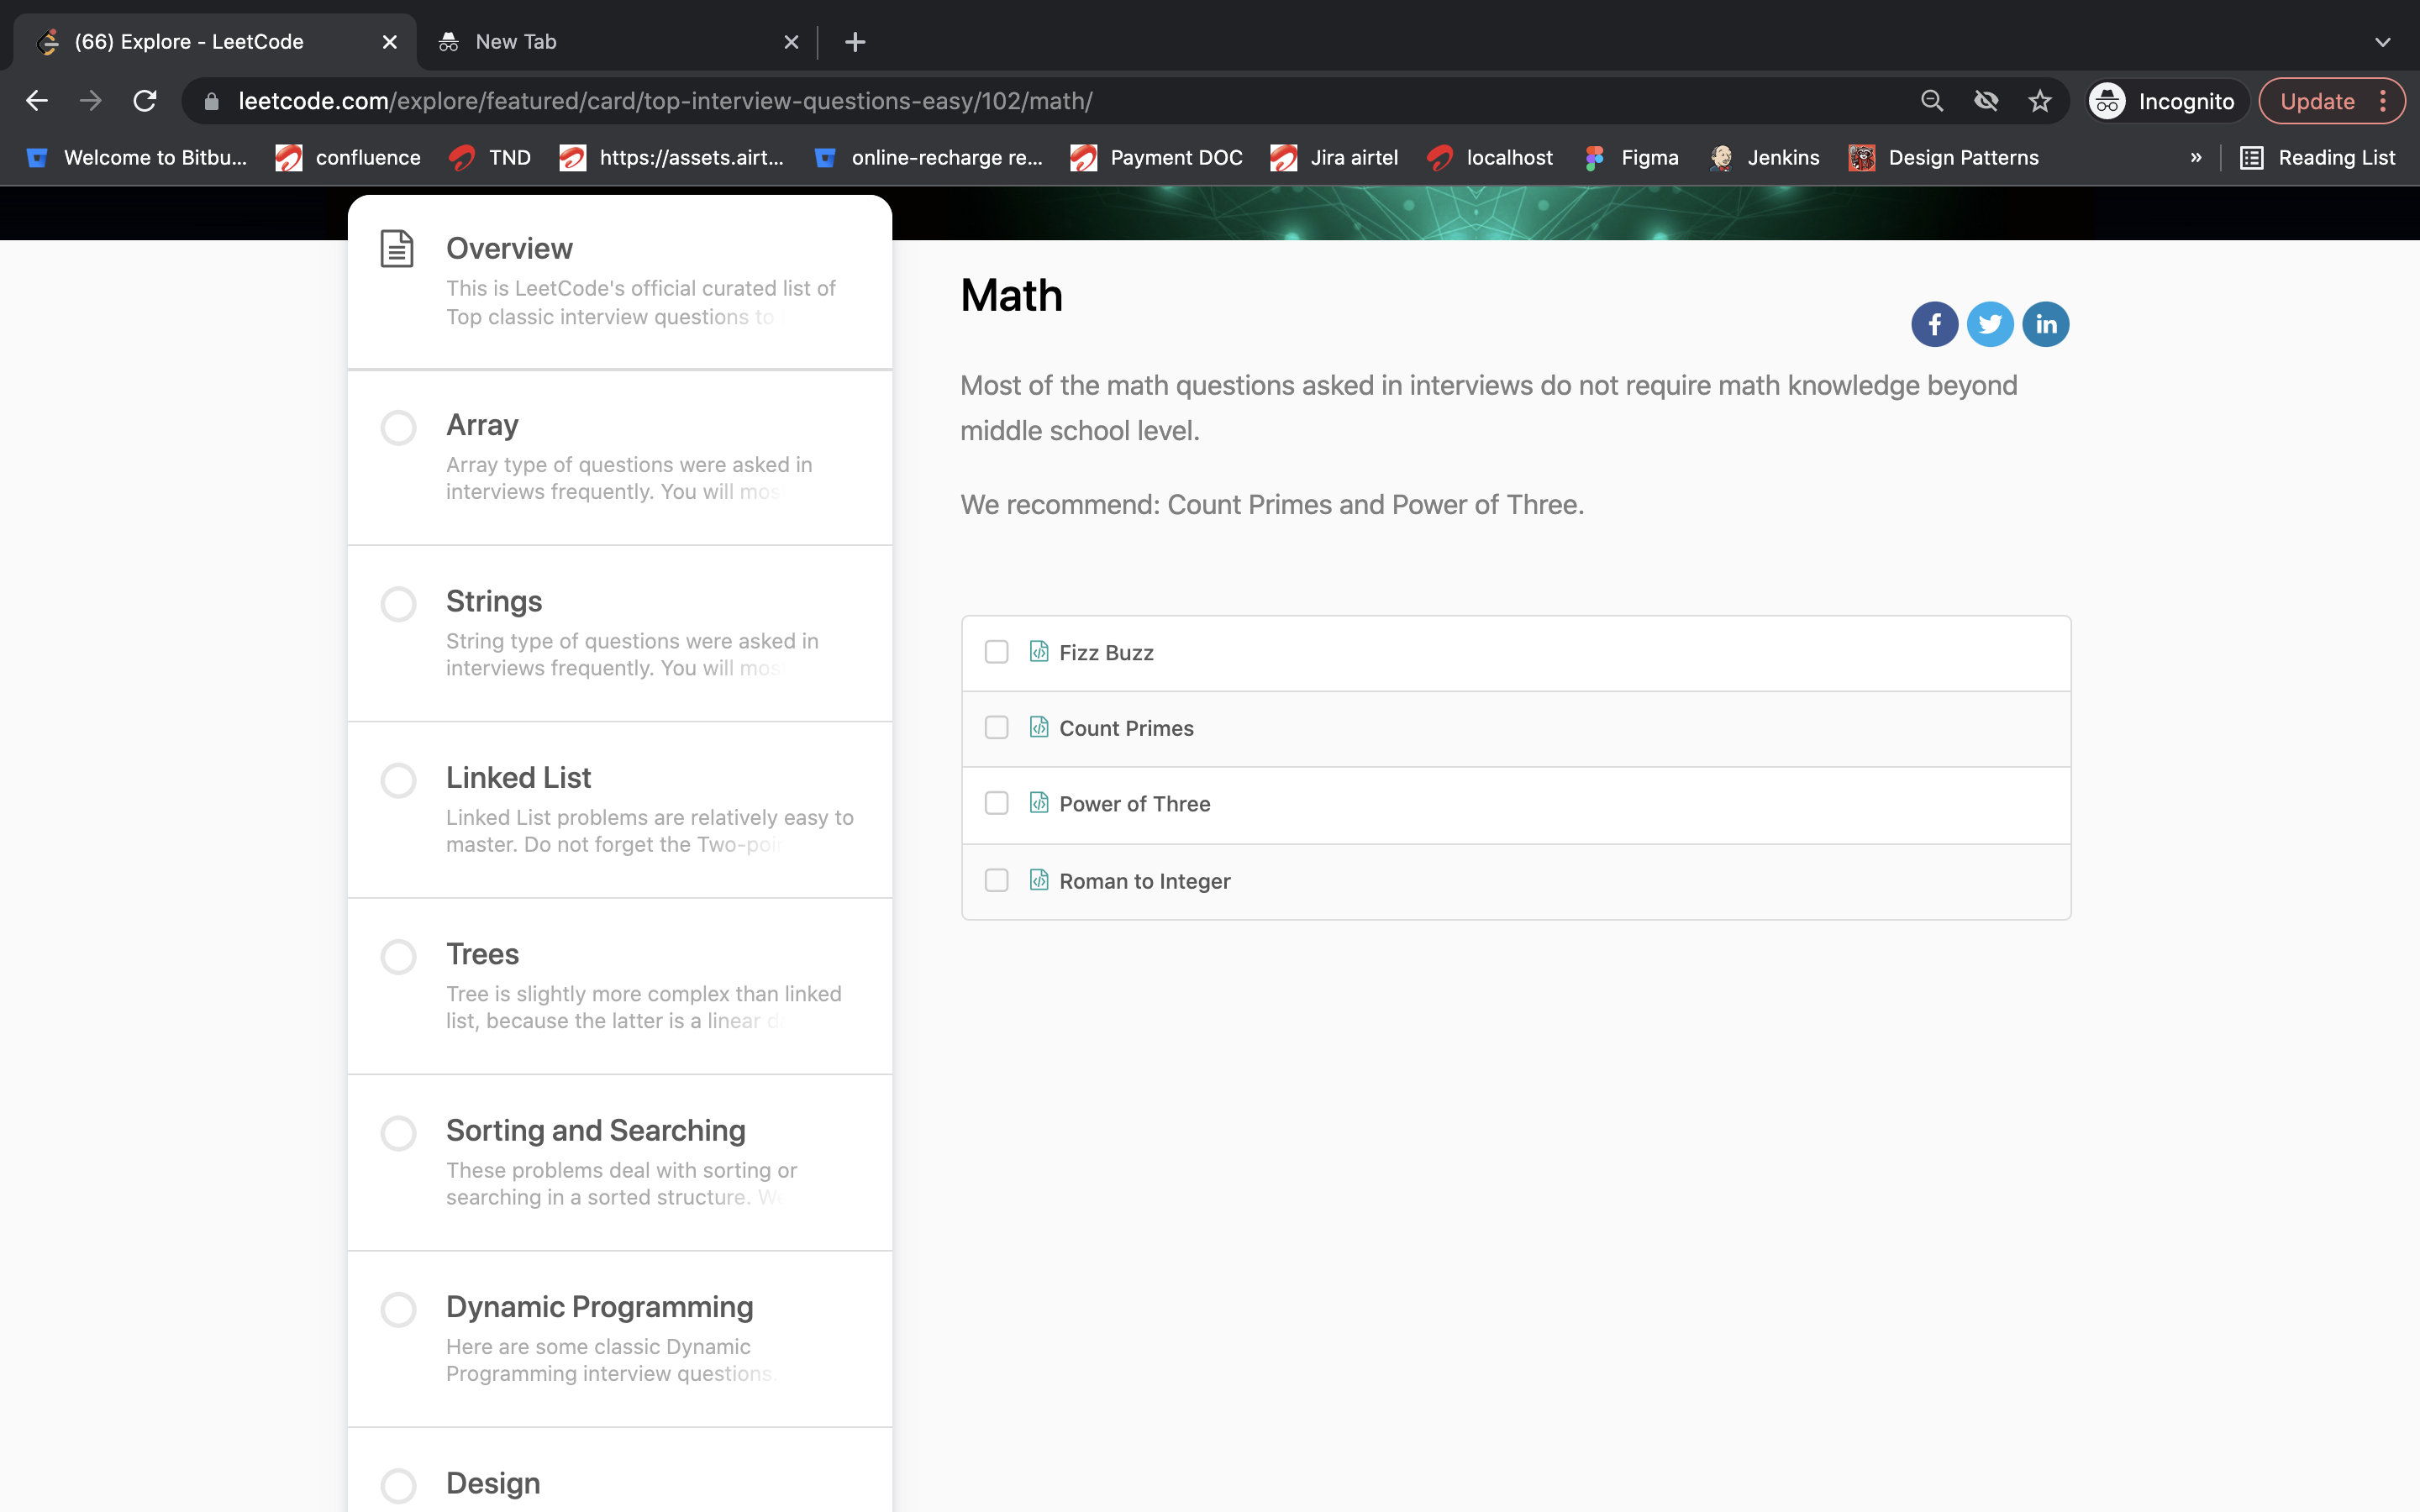 (66) Explore - LeetCode
New Tab
leetcode.com/explore/featured/card/top-interview-questions-easy/102/math/
Incognito
Update
Welcome to Bitbu...
confluence
TND
https://assets.airt...
online-recharge re...
Payment DOC
Jira airtel
localhost
Figma
Jenkins
Design Patterns
»
Reading List
Overview
This is LeetCode's official curated list of
Top classic interview questions to
Array
Array type of questions were asked in
interviews frequently. You will mos
Strings
String type of questions were asked in
interviews frequently. You will mos
Linked List
Linked List problems are relatively easy to
master. Do not forget the Two-poi
Trees
Tree is slightly more complex than linked
list, because the latter is a linear d
Sorting and Searching
These problems deal with sorting or
searching in a sorted structure. We
Dynamic Programming
Here are some classic Dynamic
Programming interview questions.
Design
Math
Most of the math questions asked in interviews do not require math knowledge beyond
middle school level.
We recommend: Count Primes and Power of Three.
Fizz Buzz
Count Primes
Power of Three
Roman to Integer